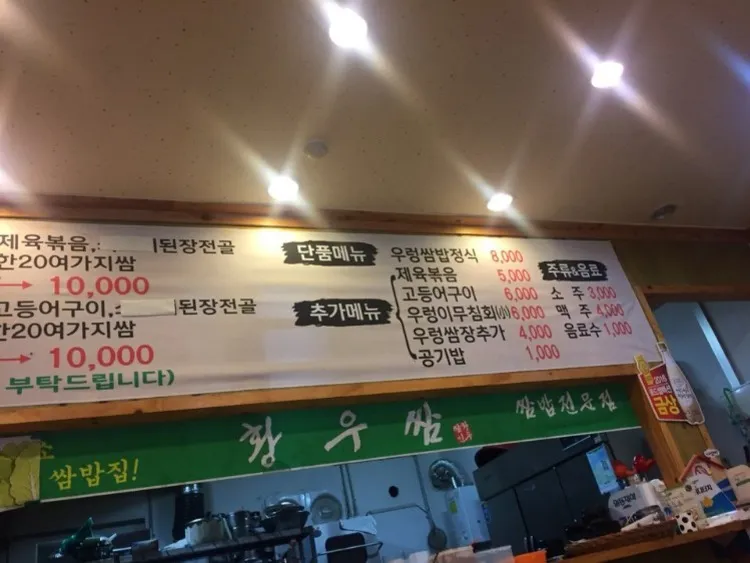 제육볶음, 된장전골
한20여가지쌈
→ 10,000
고등어구이, 된장전골
한20여가지쌈
→ 10,000
부탁드립니다)
단품메뉴
우렁쌈밥정식 8,000
추가메뉴
제육볶음 5,000
고등어구이 6,000
우렁이무침회(小) 6,000
우렁쌈장추가 4,000
공기밥 1,000
주류&음료
소 주 3,000
맥 주 4,000
음료수 1,000
쌈밥집!
황우쌈
쌈밥전문점
금상